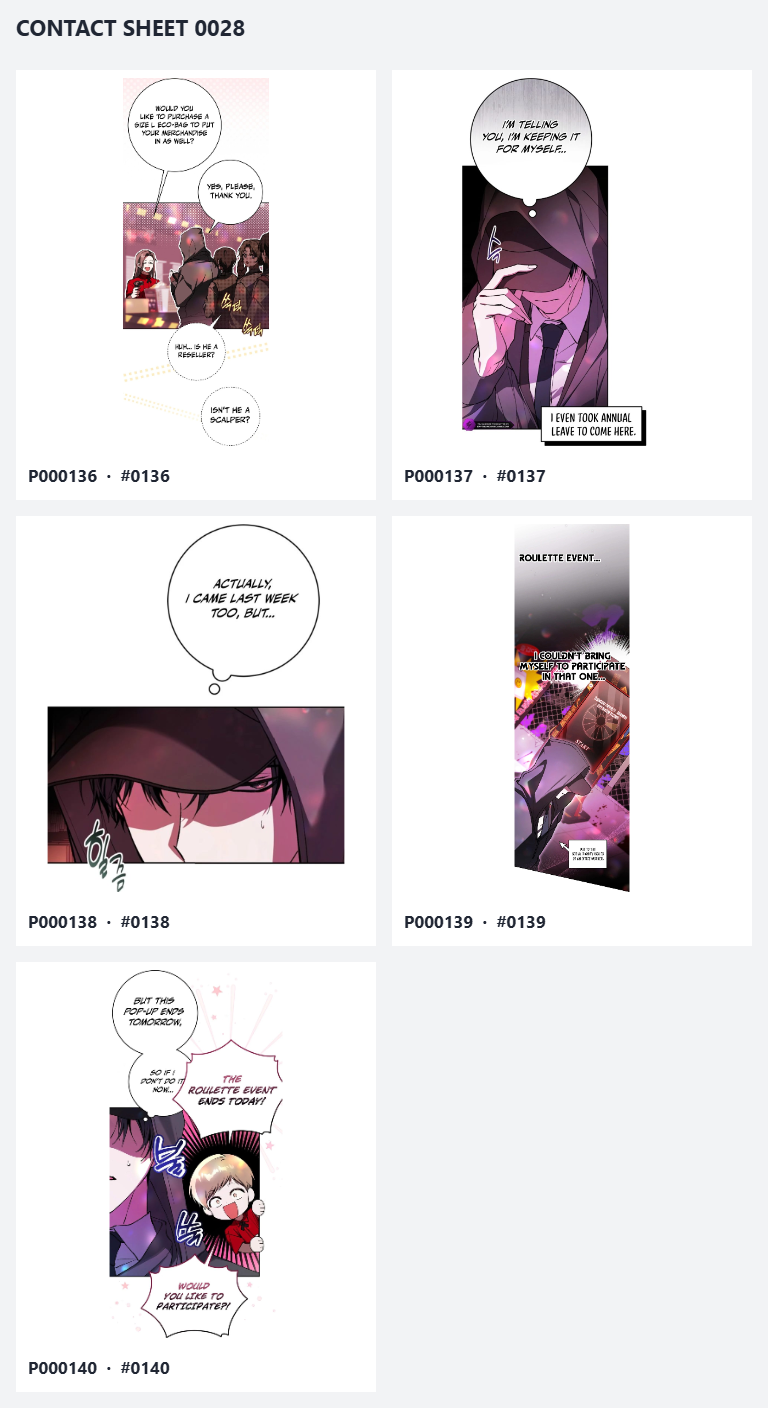 CONTACT SHEET 0028
WOULD YOU
LIKE TO PURCHASE A
SIZE L ECO-BAG TO PUT
YOUR MERCHANDISE
IN AS WELL?
YES, PLEASE,
THANK YOU.
HUH... IS HE A
RESELLER?
ISN'T HE A
SCALPER?
P000136 · #0136
I'M TELLING
YOU, I'M KEEPING IT
FOR MYSELF...
I EVEN TOOK ANNUAL
LEAVE TO COME HERE.
P000137 · #0137
ACTUALLY,
I CAME LAST WEEK
TOO, BUT...
P000138 · #0138
ROULETTE EVENT...
I COULDN'T BRING
MYSELF TO PARTICIPATE
IN THAT ONE...
START
P000139 · #0139
BUT THIS
POP-UP ENDS
TOMORROW,
SO IF I
DON'T DO IT
NOW...
THE
ROULETTE EVENT
ENDS TODAY!
WOULD
YOU LIKE TO
PARTICIPATE?!
P000140 · #0140